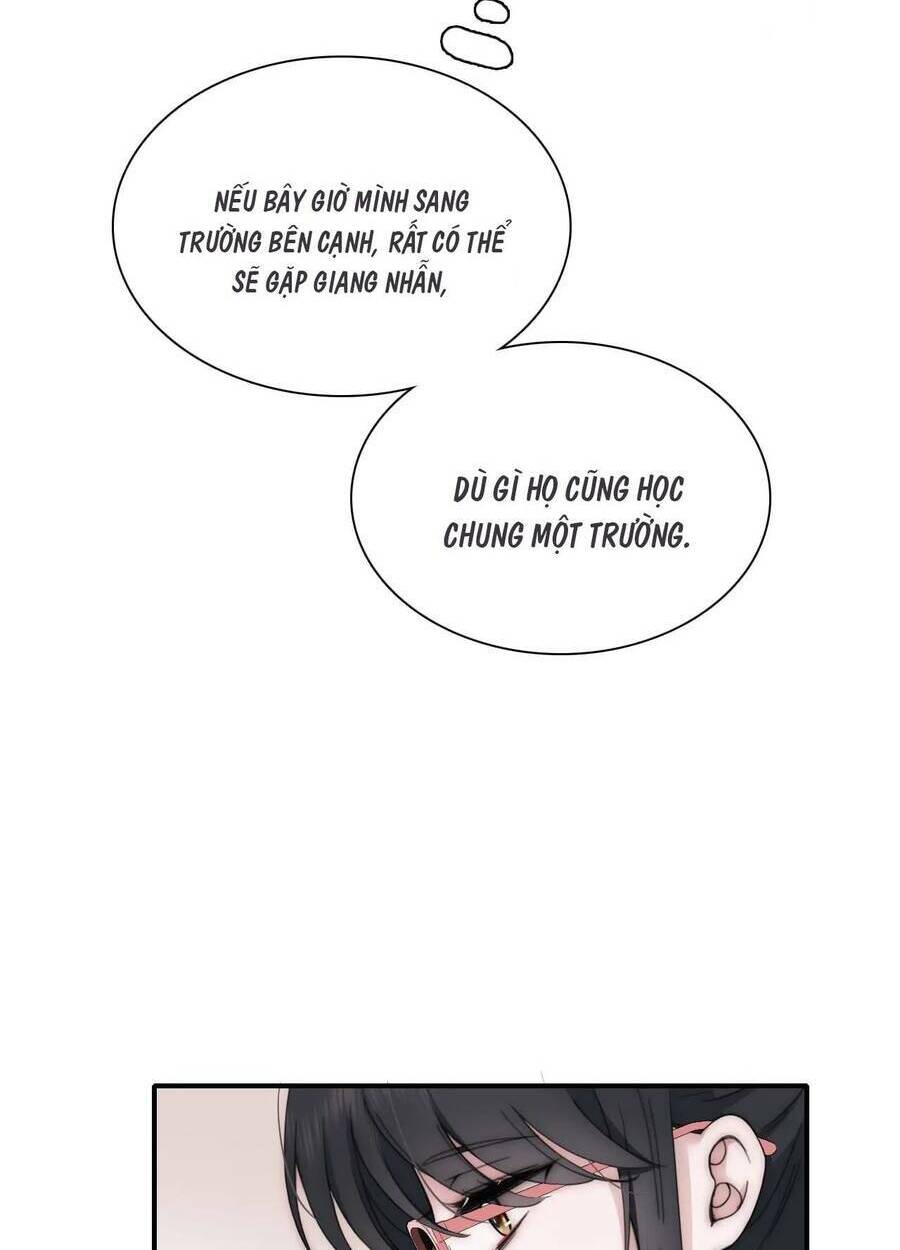 NẾU BÂY GIỜ MÌNH SANG
TRƯỜNG BÊN CẠNH, RẤT CÓ THỂ
SẼ GẶP GIANG NHẪN,
DÙ GÌ HỌ CŨNG HỌC
CHUNG MỘT TRƯỜNG.